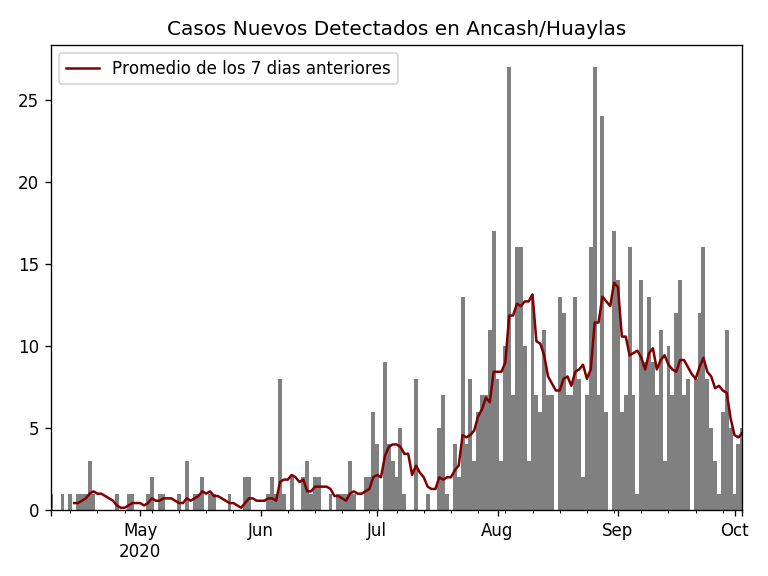 Casos Nuevos Detectados en Ancash/Huaylas
Promedio de los 7 dias anteriores
25
20
15
10
5
0
May
2020
Jun
Jul
Aug
Sep
Oct